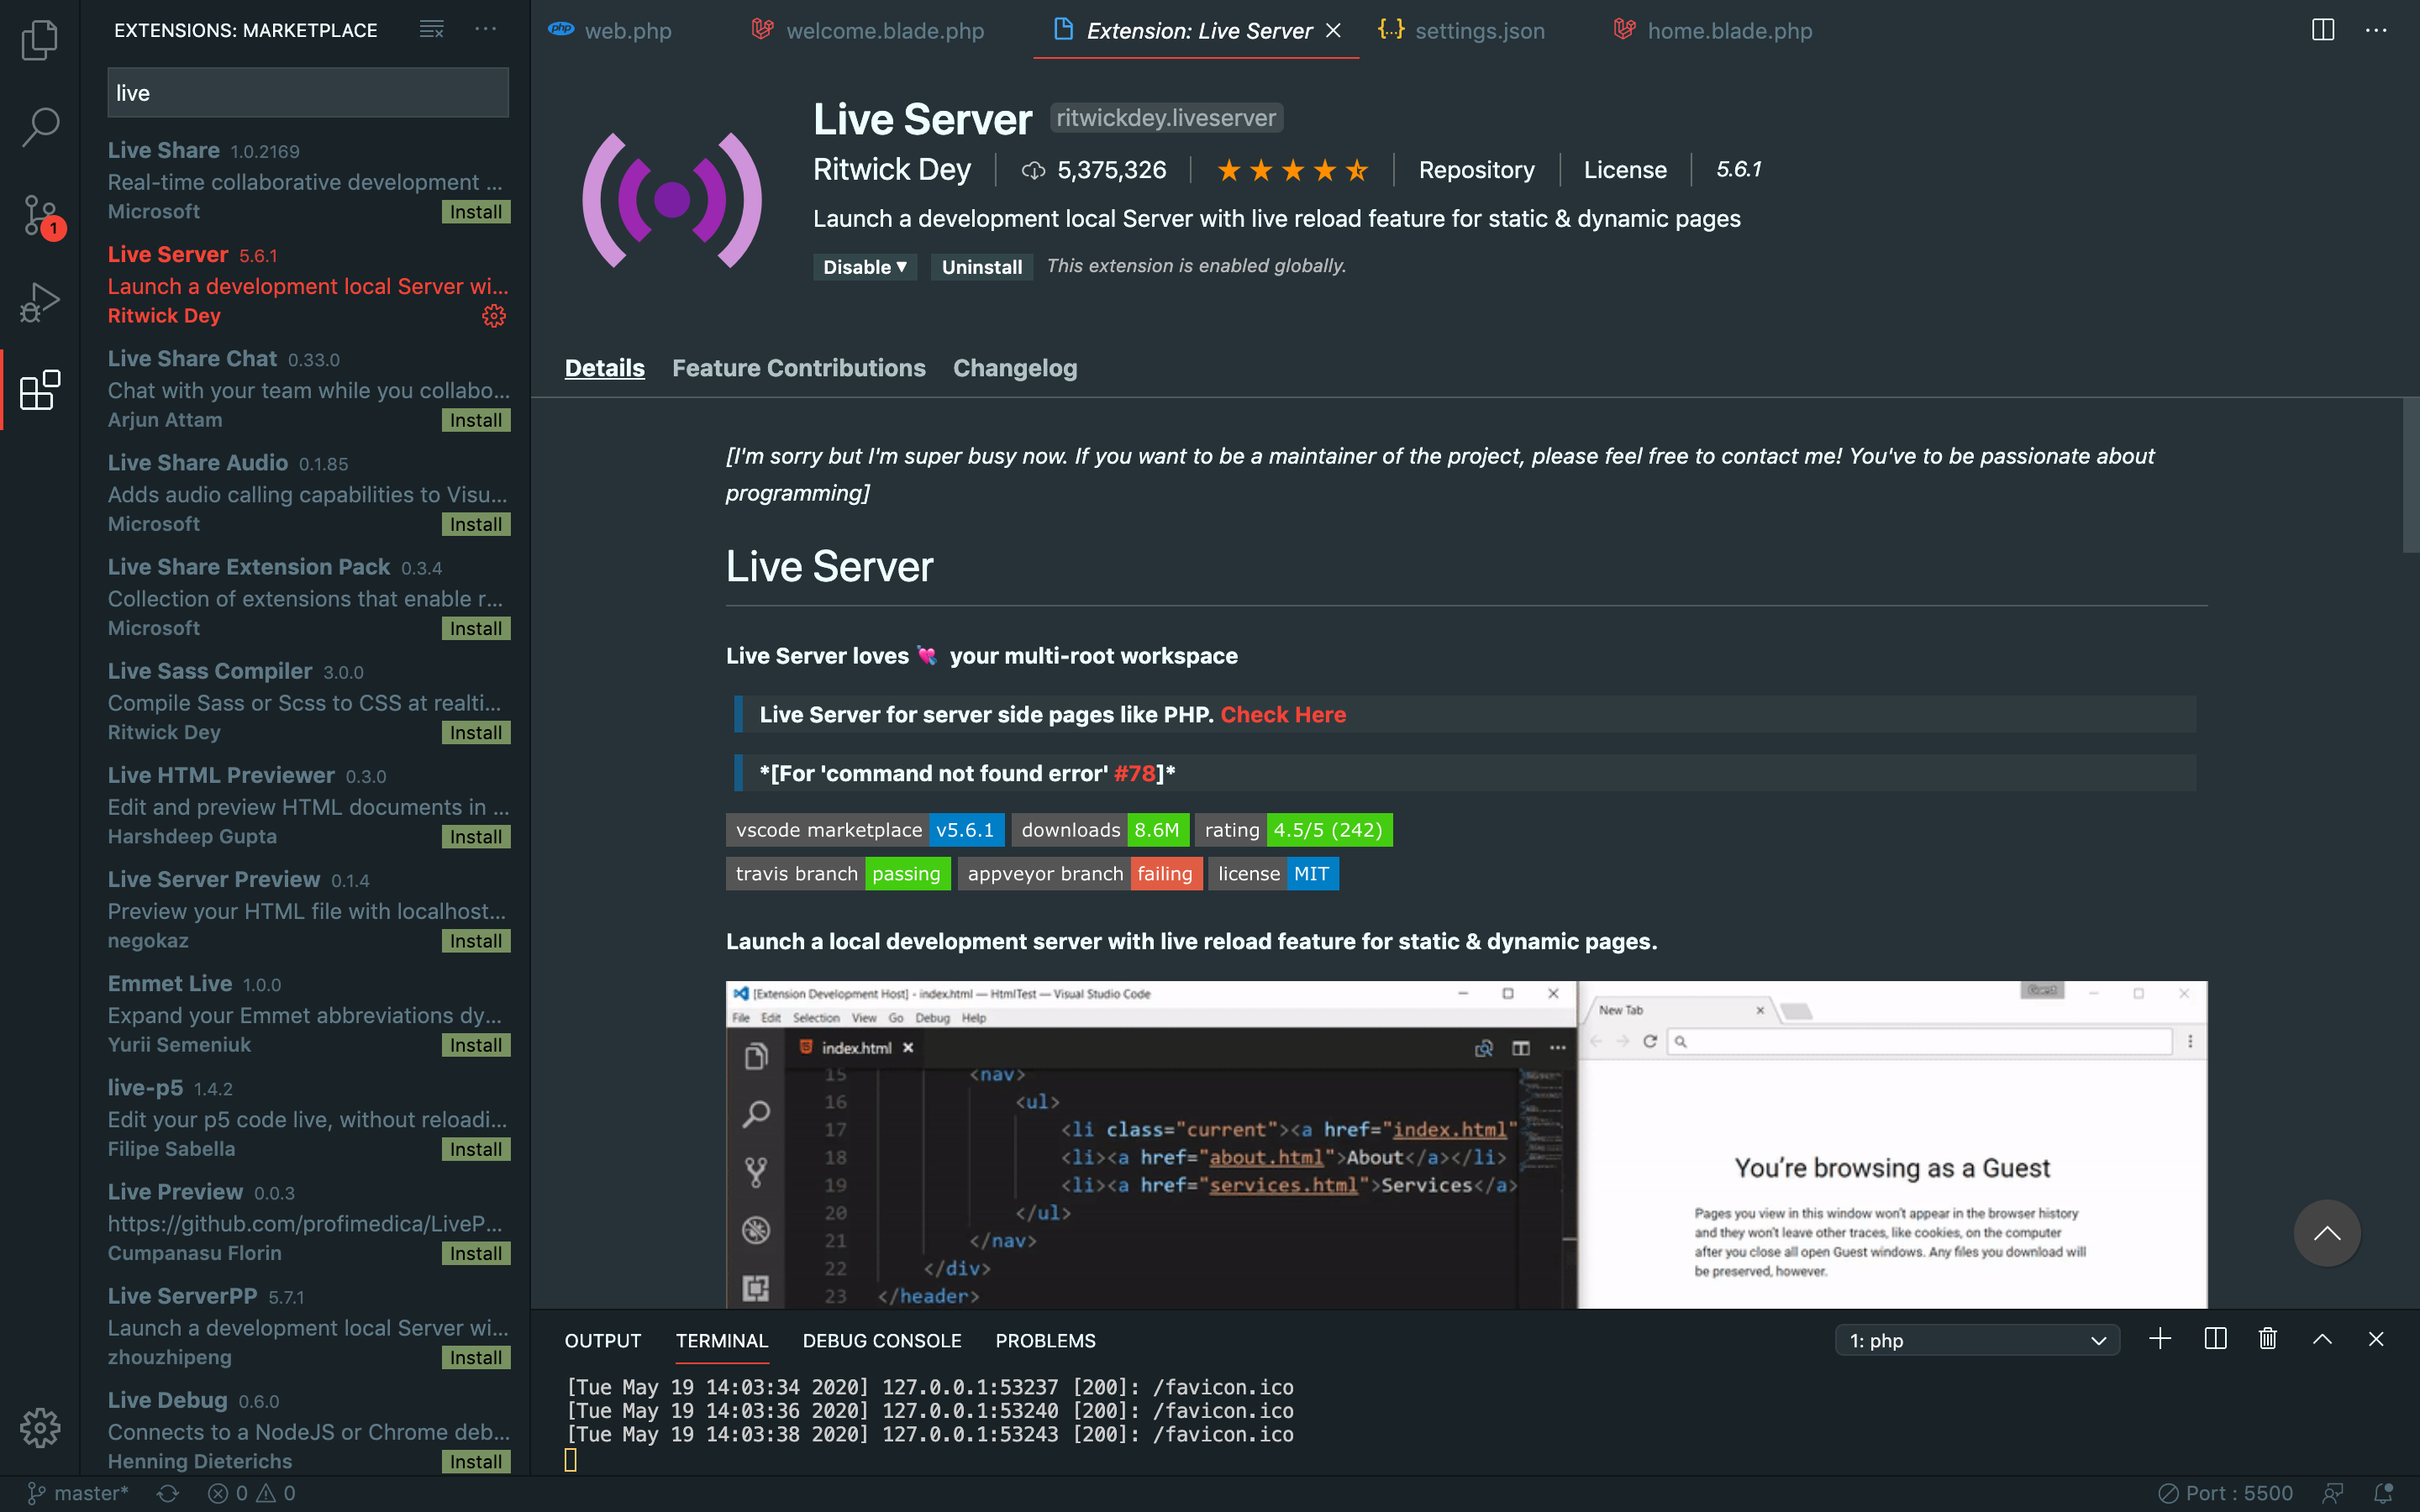 EXTENSIONS: MARKETPLACE
live
Live Share 1.0.2169
Real-time collaborative development ...
Microsoft
Install
Live Server 5.6.1
Launch a development local Server wi...
Ritwick Dey
Live Share Chat 0.33.0
Chat with your team while you collabo...
Arjun Attam
Install
Live Share Audio 0.1.85
Adds audio calling capabilities to Visu...
Microsoft
Install
Live Share Extension Pack 0.3.4
Collection of extensions that enable r...
Microsoft
Install
Live Sass Compiler 3.0.0
Compile Sass or Scss to CSS at realti...
Ritwick Dey
Install
Live HTML Previewer 0.3.0
Edit and preview HTML documents in ...
Harshdeep Gupta
Install
Live Server Preview 0.1.4
Preview your HTML file with localhost...
negokaz
Install
Emmet Live 1.0.0
Expand your Emmet abbreviations dy...
Yurii Semeniuk
Install
live-p5 1.4.2
Edit your p5 code live, without reloadi...
Filipe Sabella
Install
Live Preview 0.0.3
https://github.com/profimedica/LiveP...
Cumpanasu Florin
Install
Live ServerPP 5.7.1
Launch a development local Server wi...
zhouzhipeng
Install
Live Debug 0.6.0
Connects to a NodeJS or Chrome deb...
Henning Dieterichs
Install
1
php web.php
welcome.blade.php
Extension: Live Server
{..} settings.json
home.blade.php
Live Server ritwickdey.liveserver
Ritwick Dey 5,375,326 Repository License 5.6.1
Launch a development local Server with live reload feature for static & dynamic pages
Disable ▼ Uninstall This extension is enabled globally.
Details Feature Contributions Changelog
[I'm sorry but I'm super busy now. If you want to be a maintainer of the project, please feel free to contact me! You've to be passionate about
programming]
Live Server
Live Server loves 💘 your multi-root workspace
Live Server for server side pages like PHP. Check Here
*[For 'command not found error' #78]*
vscode marketplace v5.6.1 downloads 8.6M rating 4.5/5 (242)
travis branch passing appveyor branch failing license MIT
Launch a local development server with live reload feature for static & dynamic pages.
[Extension Development Host] - index.html — HtmlTest — Visual Studio Code
File Edit Selection View Go Debug Help
index.html
15 <nav>
16 <ul>
17 <li class="current"><a href="index.html"
18 <li><a href="about.html">About</a></li>
19 <li><a href="services.html">Services</a>
20 </ul>
21 </nav>
22 </div>
23 </header>
Guest
New Tab
You're browsing as a Guest
Pages you view in this window won't appear in the browser history
and they won't leave other traces, like cookies, on the computer
after you close all open Guest windows. Any files you download will
be preserved, however.
OUTPUT TERMINAL DEBUG CONSOLE PROBLEMS
1: php
[Tue May 19 14:03:34 2020] 127.0.0.1:53237 [200]: /favicon.ico
[Tue May 19 14:03:36 2020] 127.0.0.1:53240 [200]: /favicon.ico
[Tue May 19 14:03:38 2020] 127.0.0.1:53243 [200]: /favicon.ico
master* 0 0
Port : 5500